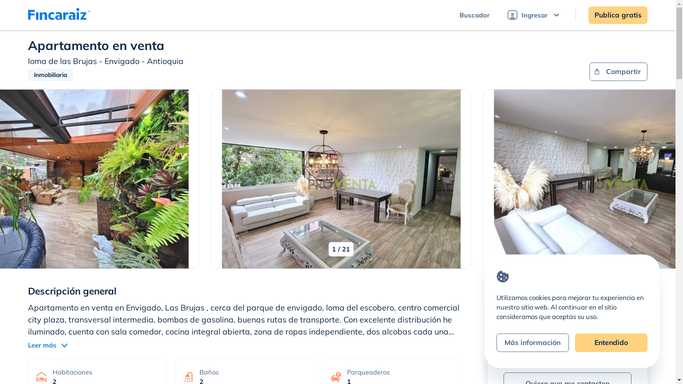 Fincaraiz
Buscador
Ingresar
Publica gratis
Apartamento en venta
loma de las Brujas - Envigado - Antioquia
Inmobiliaria
Compartir
1 / 21
Descripción general
Apartamento en venta en Envigado, Las Brujas , cerca del parque de envigado, loma del escobero, centro comercial
city plaza, transversal intermedia, bombas de gasolina, buenas rutas de transporte. Con excelente distribución he
iluminado, cuenta con sala comedor, cocina integral abierta, zona de ropas independiente, dos alcobas cada una...
Leer más
Habitaciones
2
Baños
2
Parqueaderos
1
Utilizamos cookies para mejorar tu experiencia en
nuestro sitio web. Al continuar en el sitio
consideramos que aceptas su uso.
Más información
Entendido
Quiero que me contacten